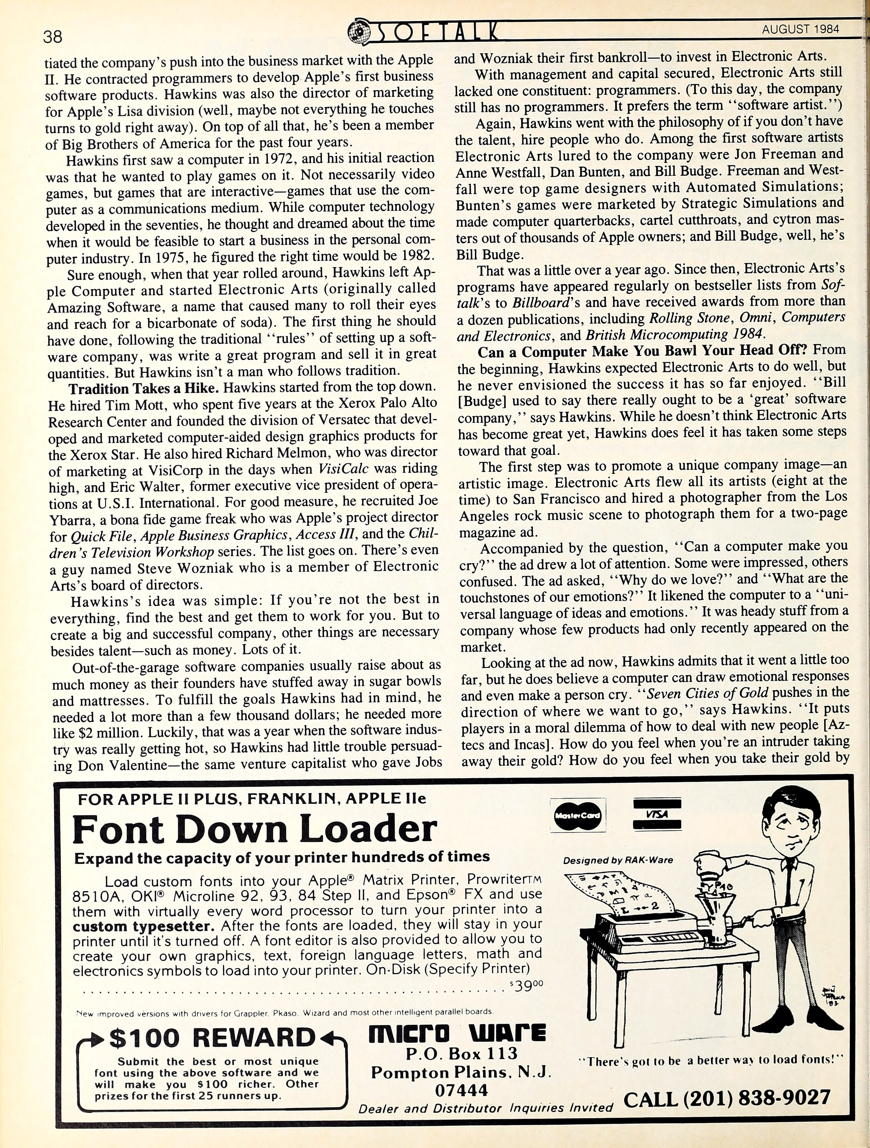 38
SOFTALK
AUGUST 1984
tiated the company's push into the business market with the Apple
II. He contracted programmers to develop Apple's first business
software products. Hawkins was also the director of marketing
for Apple's Lisa division (well, maybe not everything he touches
turns to gold right away). On top of all that, he's been a member
of Big Brothers of America for the past four years.
Hawkins first saw a computer in 1972, and his initial reaction
was that he wanted to play games on it. Not necessarily video
games, but games that are interactive—games that use the com-
puter as a communications medium. While computer technology
developed in the seventies, he thought and dreamed about the time
when it would be feasible to start a business in the personal com-
puter industry. In 1975, he figured the right time would be 1982.
Sure enough, when that year rolled around, Hawkins left Ap-
ple Computer and started Electronic Arts (originally called
Amazing Software, a name that caused many to roll their eyes
and reach for a bicarbonate of soda). The first thing he should
have done, following the traditional "rules" of setting up a soft-
ware company, was write a great program and sell it in great
quantities. But Hawkins isn't a man who follows tradition.
Tradition Takes a Hike. Hawkins started from the top down.
He hired Tim Mott, who spent five years at the Xerox Palo Alto
Research Center and founded the division of Versatec that devel-
oped and marketed computer-aided design graphics products for
the Xerox Star. He also hired Richard Melmon, who was director
of marketing at VisiCorp in the days when VisiCalc was riding
high, and Eric Walter, former executive vice president of opera-
tions at U.S.I. International. For good measure, he recruited Joe
Ybarra, a bona fide game freak who was Apple's project director
for Quick File, Apple Business Graphics, Access III, and the Chil-
dren's Television Workshop series. The list goes on. There's even
a guy named Steve Wozniak who is a member of Electronic
Arts's board of directors.
Hawkins's idea was simple: If you're not the best in
everything, find the best and get them to work for you. But to
create a big and successful company, other things are necessary
besides talent—such as money. Lots of it.
Out-of-the-garage software companies usually raise about as
much money as their founders have stuffed away in sugar bowls
and mattresses. To fulfill the goals Hawkins had in mind, he
needed a lot more than a few thousand dollars; he needed more
like $2 million. Luckily, that was a year when the software indus-
try was really getting hot, so Hawkins had little trouble persuad-
ing Don Valentine—the same venture capitalist who gave Jobs
and Wozniak their first bankroll—to invest in Electronic Arts.
With management and capital secured, Electronic Arts still
lacked one constituent: programmers. (To this day, the company
still has no programmers. It prefers the term "software artist.")
Again, Hawkins went with the philosophy of if you don't have
the talent, hire people who do. Among the first software artists
Electronic Arts lured to the company were Jon Freeman and
Anne Westfall, Dan Bunten, and Bill Budge. Freeman and West-
fall were top game designers with Automated Simulations;
Bunten's games were marketed by Strategic Simulations and
made computer quarterbacks, cartel cutthroats, and cytron mas-
ters out of thousands of Apple owners; and Bill Budge, well, he's
Bill Budge.
That was a little over a year ago. Since then, Electronic Arts's
programs have appeared regularly on bestseller lists from Sof-
talk's to Billboard's and have received awards from more than
a dozen publications, including Rolling Stone, Omni, Computers
and Electronics, and British Microcomputing 1984.
Can a Computer Make You Bawl Your Head Off? From
the beginning, Hawkins expected Electronic Arts to do well, but
he never envisioned the success it has so far enjoyed. "Bill
[Budge] used to say there really ought to be a 'great' software
company," says Hawkins. While he doesn't think Electronic Arts
has become great yet, Hawkins does feel it has taken some steps
toward that goal.
The first step was to promote a unique company image—an
artistic image. Electronic Arts flew all its artists (eight at the
time) to San Francisco and hired a photographer from the Los
Angeles rock music scene to photograph them for a two-page
magazine ad.
Accompanied by the question, "Can a computer make you
cry?" the ad drew a lot of attention. Some were impressed, others
confused. The ad asked, "Why do we love?" and "What are the
touchstones of our emotions?" It likened the computer to a "uni-
versal language of ideas and emotions." It was heady stuff from a
company whose few products had only recently appeared on the
market.
Looking at the ad now, Hawkins admits that it went a little too
far, but he does believe a computer can draw emotional responses
and even make a person cry. "Seven Cities of Gold pushes in the
direction of where we want to go," says Hawkins. "It puts
players in a moral dilemma of how to deal with new people [Az-
tecs and Incas]. How do you feel when you're an intruder taking
away their gold? How do you feel when you take their gold by
FOR APPLE II PLUS, FRANKLIN, APPLE IIe
Font Down Loader
Expand the capacity of your printer hundreds of times
Load custom fonts into your Apple® Matrix Printer, Prowriter™
8510A, OKI® Microline 92, 93, 84 Step II, and Epson® FX and use
them with virtually every word processor to turn your printer into a
custom typesetter. After the fonts are loaded, they will stay in your
printer until it's turned off. A font editor is also provided to allow you to
create your own graphics, text, foreign language letters, math and
electronics symbols to load into your printer. On-Disk (Specify Printer)
$39.00
New improved versions with drivers for Grappler, Pkaso, Wizard and most other intelligent parallel boards.
$100 REWARD
Submit the best or most unique
font using the above software and we
will make you $100 richer. Other
prizes for the first 25 runners up.
MICRO WARE
P.O. Box 113
Pompton Plains, N.J.
07444
Dealer and Distributor Inquiries Invited
MasterCard
VISA
Designed by RAK-Ware
"There's got to be a better way to load fonts!"
CALL (201) 838-9027